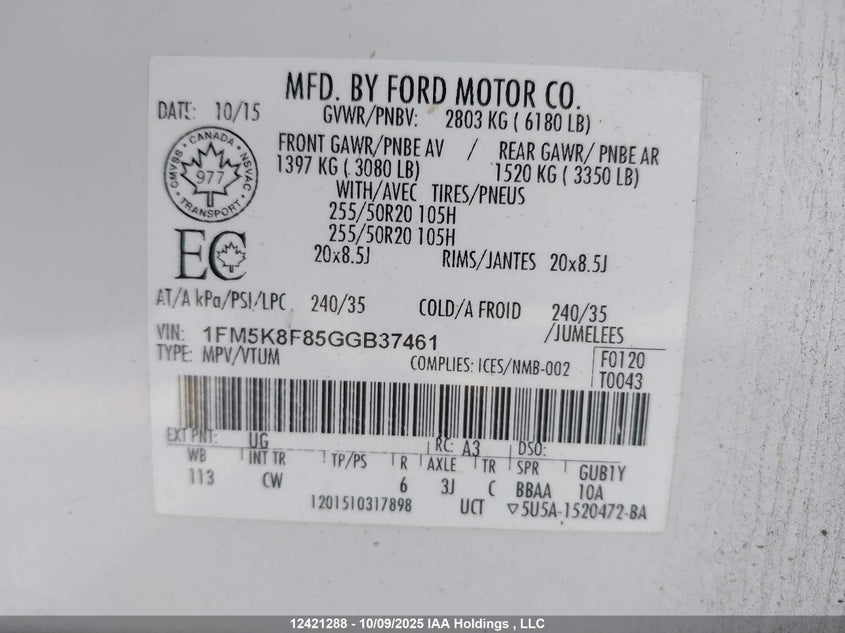 MFD. BY FORD MOTOR CO.
DATE: 10/15
GVWR/PNBV: 2803 KG ( 6180 LB)
FRONT GAWR/PNBE AV / REAR GAWR/ PNBE AR
1397 KG ( 3080 LB) 1520 KG ( 3350 LB)
CANADA
CMVSS NSVAC
977
TRANSPORT
WITH/AVEC TIRES/PNEUS
255/50R20 105H
255/50R20 105H
EC
20x8.5J RIMS/JANTES 20x8.5J
AT/A kPa/PSI/LPC 240/35 COLD/A FROID 240/35
VIN: 1FM5K8F85GGB37461 /JUMELEES
TYPE: MPV/VTUM COMPLIES: ICES/NMB-002 F0120
T0043
EXT PNT: UG RC: A3 DSO:
WB INT TR TP/PS R AXLE TR SPR GUB1Y
113 CW 6 3J C BBAA 10A
1201510317898 UCT ▽5U5A-1520472-BA
12421288 - 10/09/2025 IAA Holdings , LLC